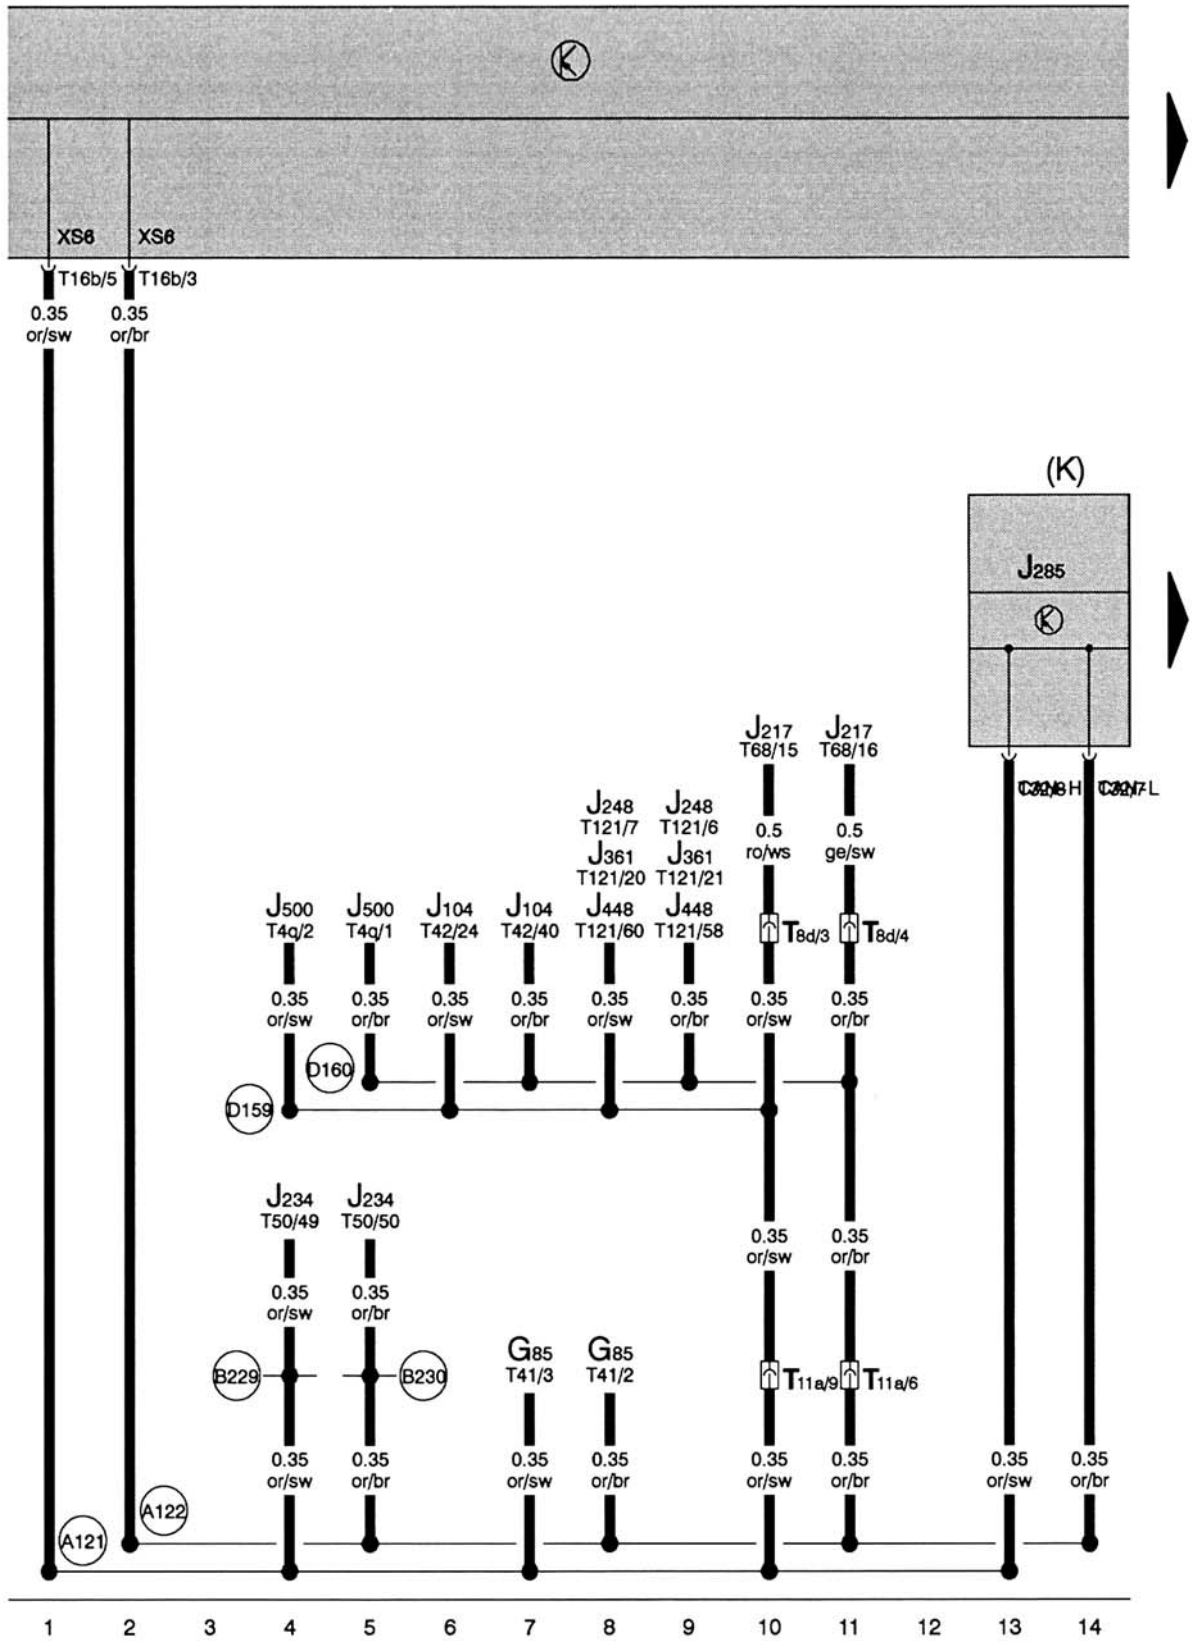 XS6 XS6
T16b/5 T16b/3
0.35 0.35
or/sw or/br
(K)
J285
J217 J217
T68/15 T68/16
J248 J248
T121/7 T121/6
0.5 0.5
ro/ws ge/sw
J361 J361
T121/20 T121/21
J500 J500 J104 J104 J448 J448
T4q/2 T4q/1 T42/24 T42/40 T121/60 T121/58
T8d/3 T8d/4
0.35 0.35 0.35 0.35 0.35 0.35 0.35 0.35
or/sw or/br or/sw or/br or/sw or/br or/sw or/br
D160
D159
J234 J234
T50/49 T50/50
0.35 0.35
or/sw or/br
0.35 0.35
or/sw or/br
G85 G85
T41/3 T41/2
B229 B230
T11a/9 T11a/6
0.35 0.35 0.35 0.35 0.35 0.35 0.35 0.35
or/sw or/br or/sw or/br or/sw or/br or/sw or/br
A122
A121
1 2 3 4 5 6 7 8 9 10 11 12 13 14